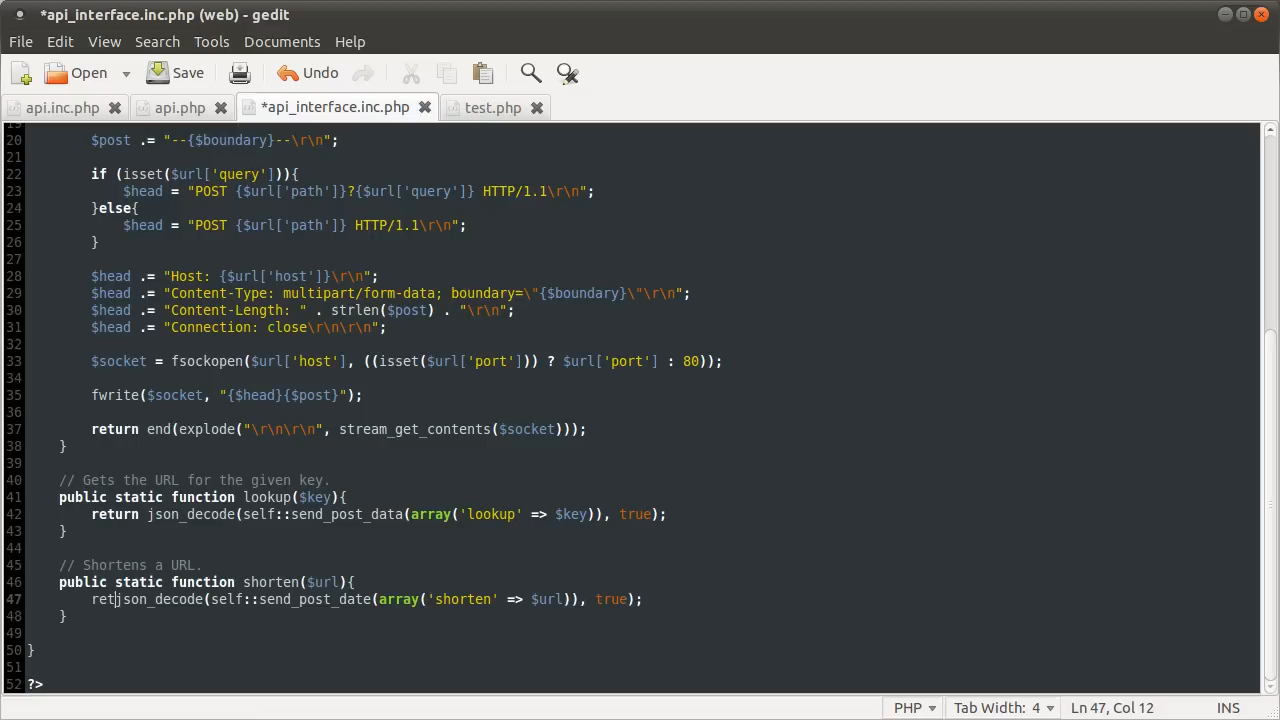 *api_interface.inc.php (web) - gedit
File Edit View Search Tools Documents Help
Open Save Undo
api.inc.php api.php *api_interface.inc.php test.php
20 $post .= "--{$boundary}--\r\n";
21
22 if (isset($url['query'])){
23 $head = "POST {$url['path']}?{$url['query']} HTTP/1.1\r\n";
24 }else{
25 $head = "POST {$url['path']} HTTP/1.1\r\n";
26 }
27
28 $head .= "Host: {$url['host']}\r\n";
29 $head .= "Content-Type: multipart/form-data; boundary=\"{$boundary}\"\r\n";
30 $head .= "Content-Length: " . strlen($post) . "\r\n";
31 $head .= "Connection: close\r\n\r\n";
32
33 $socket = fsockopen($url['host'], ((isset($url['port'])) ? $url['port'] : 80));
34
35 fwrite($socket, "{$head}{$post}");
36
37 return end(explode("\r\n\r\n", stream_get_contents($socket)));
38 }
39
40 // Gets the URL for the given key.
41 public static function lookup($key){
42 return json_decode(self::send_post_data(array('lookup' => $key)), true);
43 }
44
45 // Shortens a URL.
46 public static function shorten($url){
47 retjson_decode(self::send_post_date(array('shorten' => $url)), true);
48 }
49
50 }
51
52 ?>
PHP Tab Width: 4 Ln 47, Col 12 INS